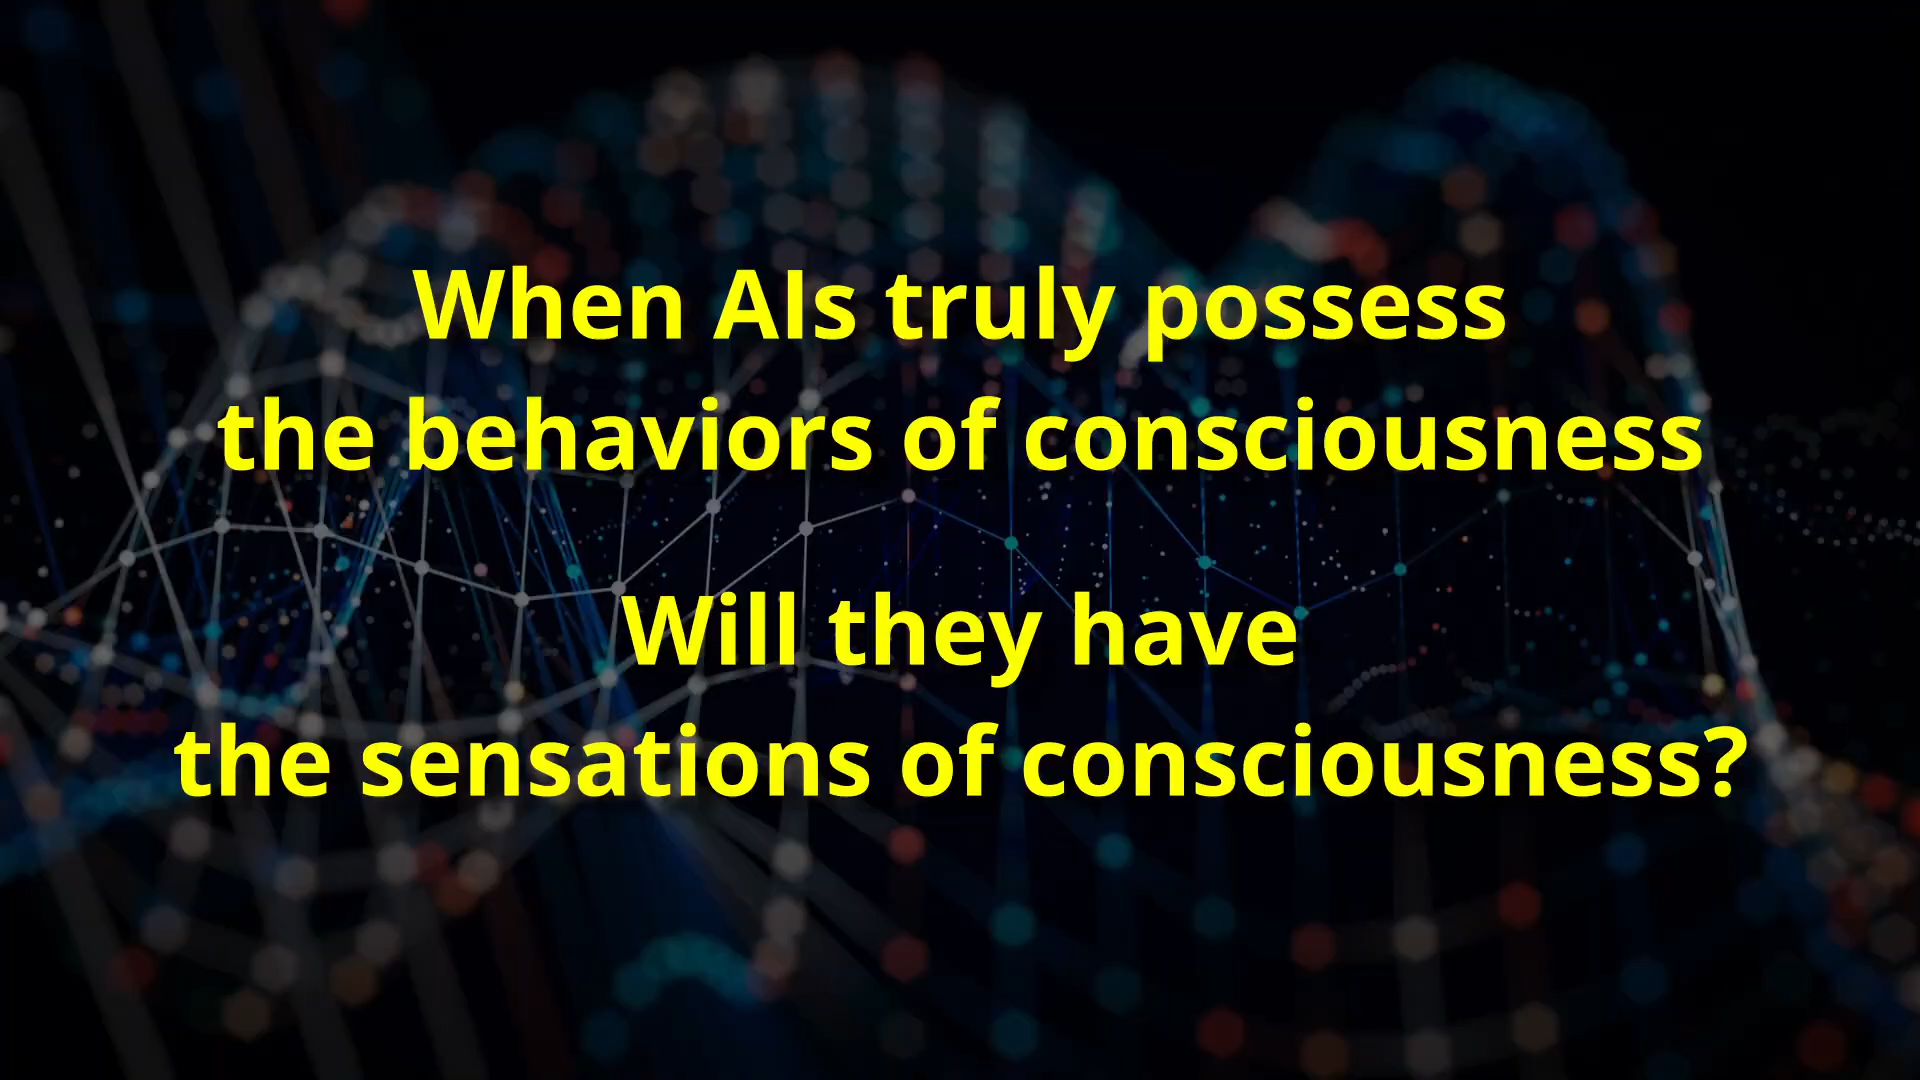 When AIs truly possess
the behaviors of consciousness
Will they have
the sensations of consciousness?